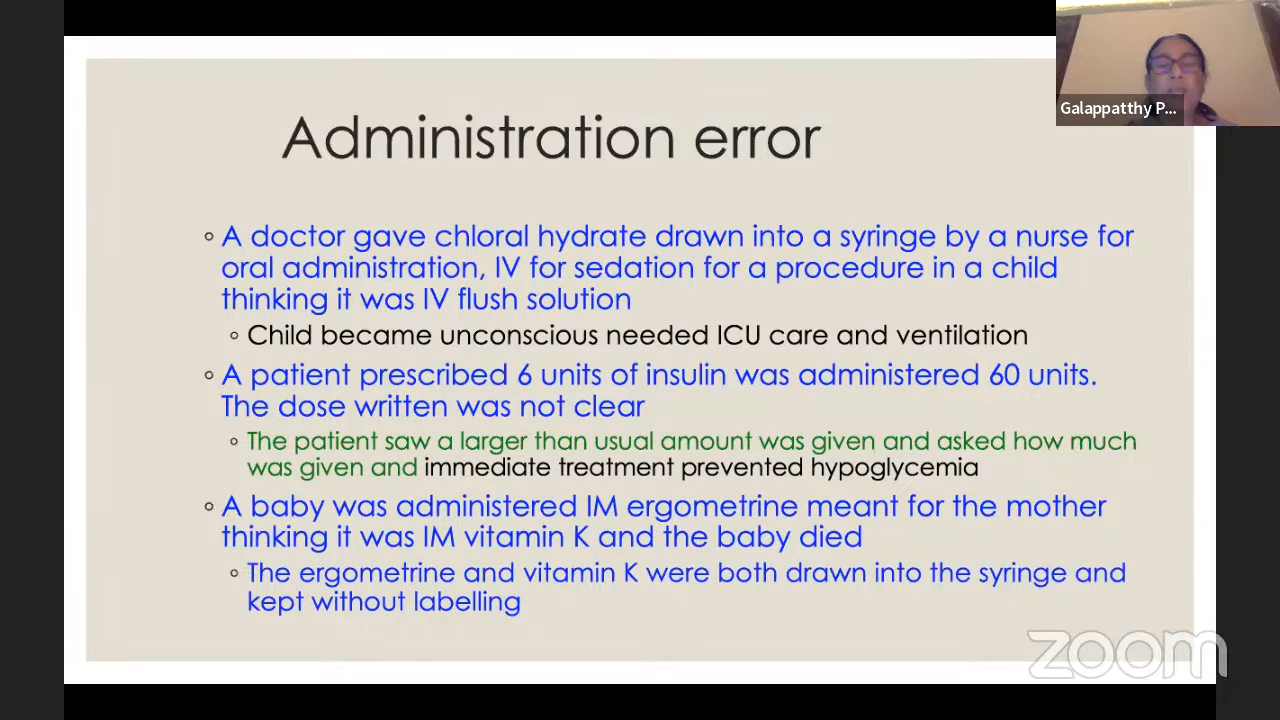 Administration error
◦ A doctor gave chloral hydrate drawn into a syringe by a nurse for
oral administration, IV for sedation for a procedure in a child
thinking it was IV flush solution
◦ Child became unconscious needed ICU care and ventilation
◦ A patient prescribed 6 units of insulin was administered 60 units.
The dose written was not clear
◦ The patient saw a larger than usual amount was given and asked how much
was given and immediate treatment prevented hypoglycemia
◦ A baby was administered IM ergometrine meant for the mother
thinking it was IM vitamin K and the baby died
◦ The ergometrine and vitamin K were both drawn into the syringe and
kept without labelling
Galappatthy P...
zoom